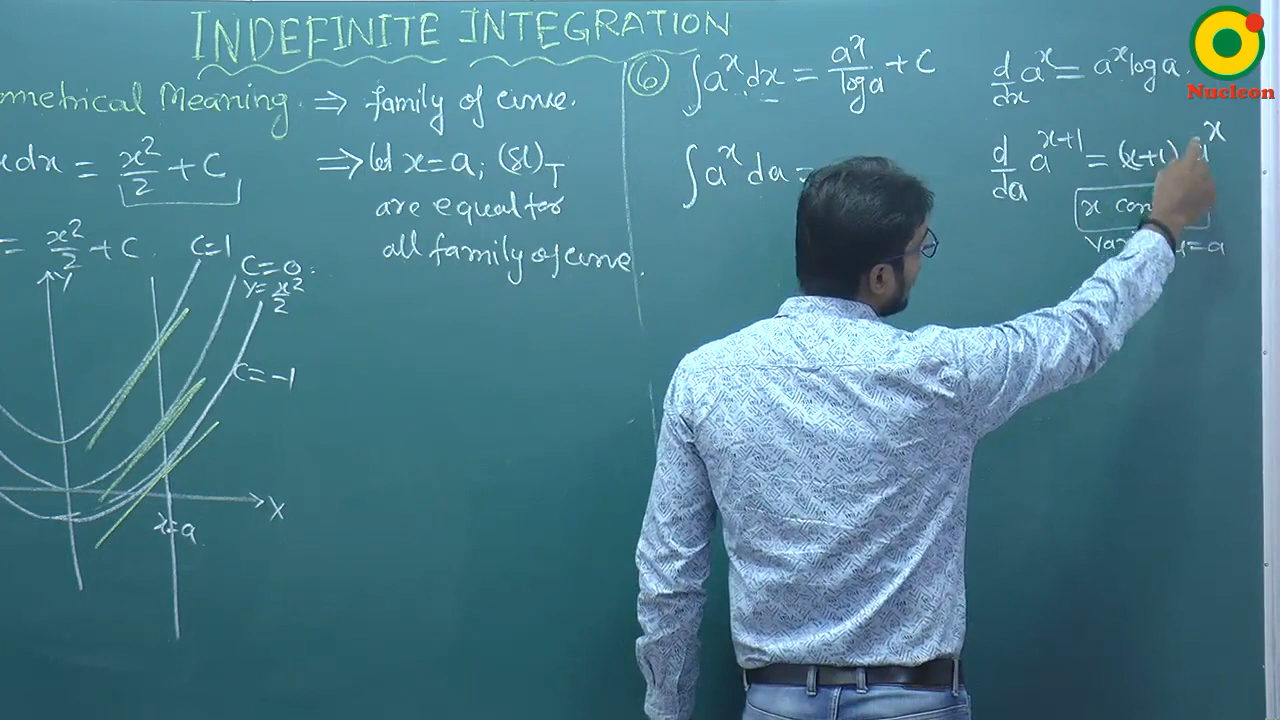 INDEFINITE INTEGRATION
ometrical Meaning ⇒ family of curve.
xdx = x²/2 + C
= x²/2 + C
C=1
C=0
Y = x²/2
C=-1
Y
X
x=a
⇒ let x=a; (Sl)T
are equal for
all family of curve.
⑥ ∫aˣ dx = aˣ/log a + C
∫aˣ da =
d/dx aˣ = aˣ log a.
d/da aˣ⁺¹ = (x+1) aˣ
x con
= a
Nucleon